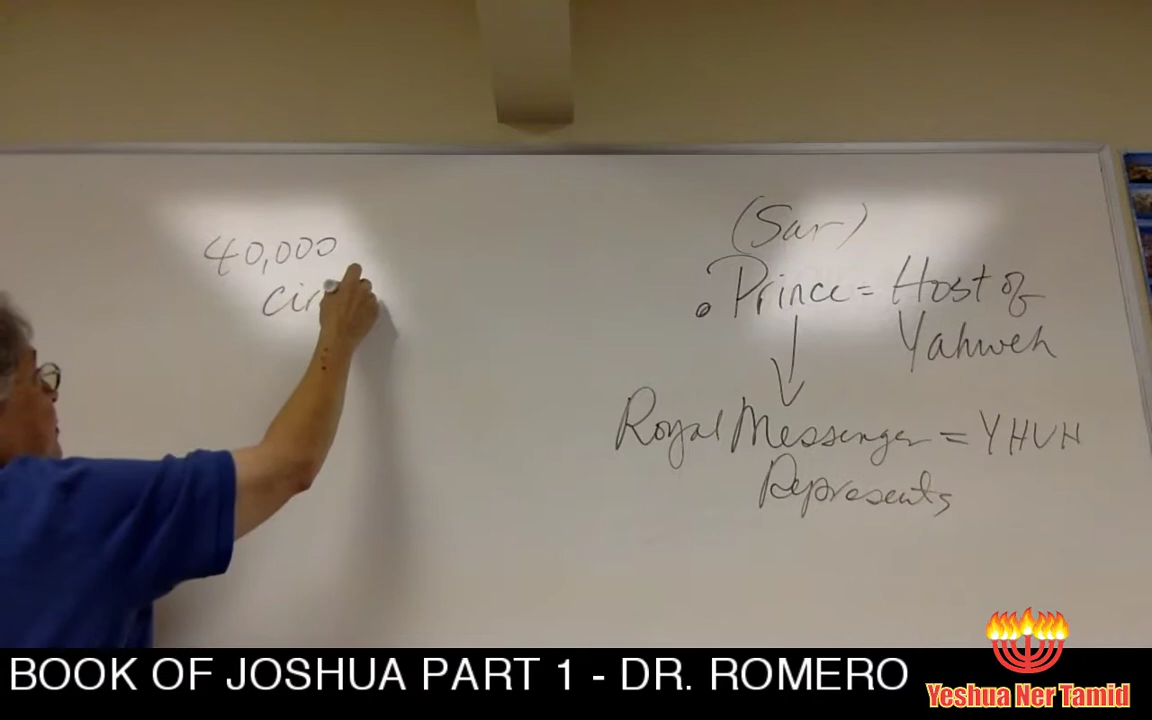 40,000
cir
(Sar)
• Prince = Host of
Yahweh
Royal Messenger = YHVH
Represents
BOOK OF JOSHUA PART 1 - DR. ROMERO
Yeshua Ner Tamid